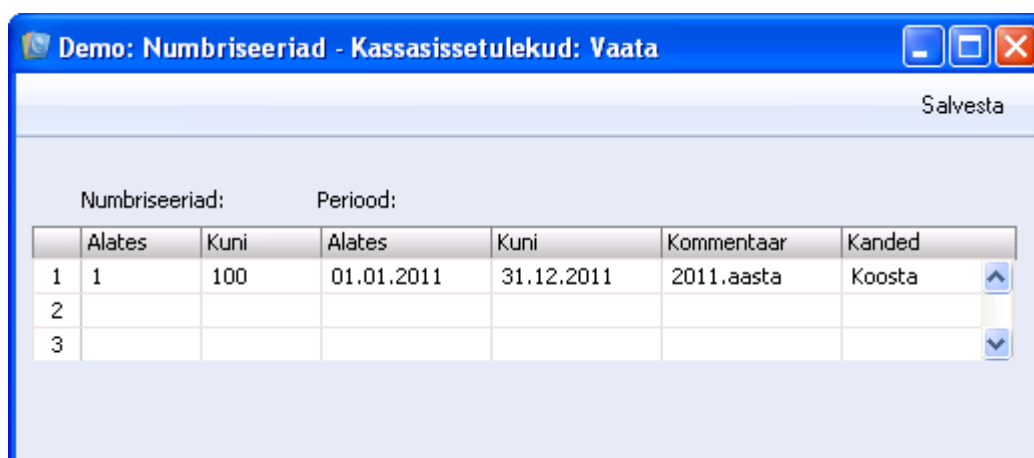 Demo: Numbriseeriad - Kassasissetulekud: Vaata
Salvesta
Numbriseeriad: Periood:
Alates Kuni Alates Kuni Kommentaar Kanded
1 1 100 01.01.2011 31.12.2011 2011.aasta Koosta
2
3